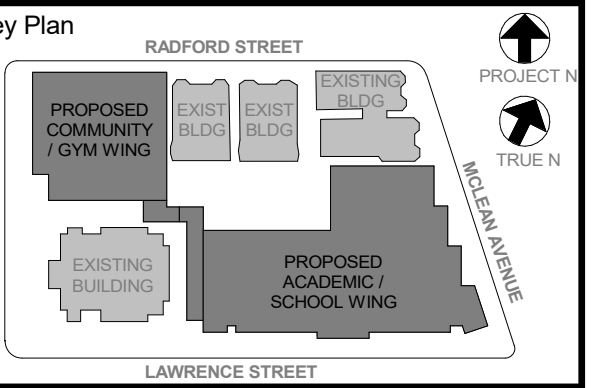 ey Plan
RADFORD STREET
PROJECT N
TRUE N
PROPOSED
COMMUNITY
/ GYM WING
EXIST
BLDG
EXIST
BLDG
EXISTING
BLDG
MCLEAN AVENUE
EXISTING
BUILDING
PROPOSED
ACADEMIC /
SCHOOL WING
LAWRENCE STREET